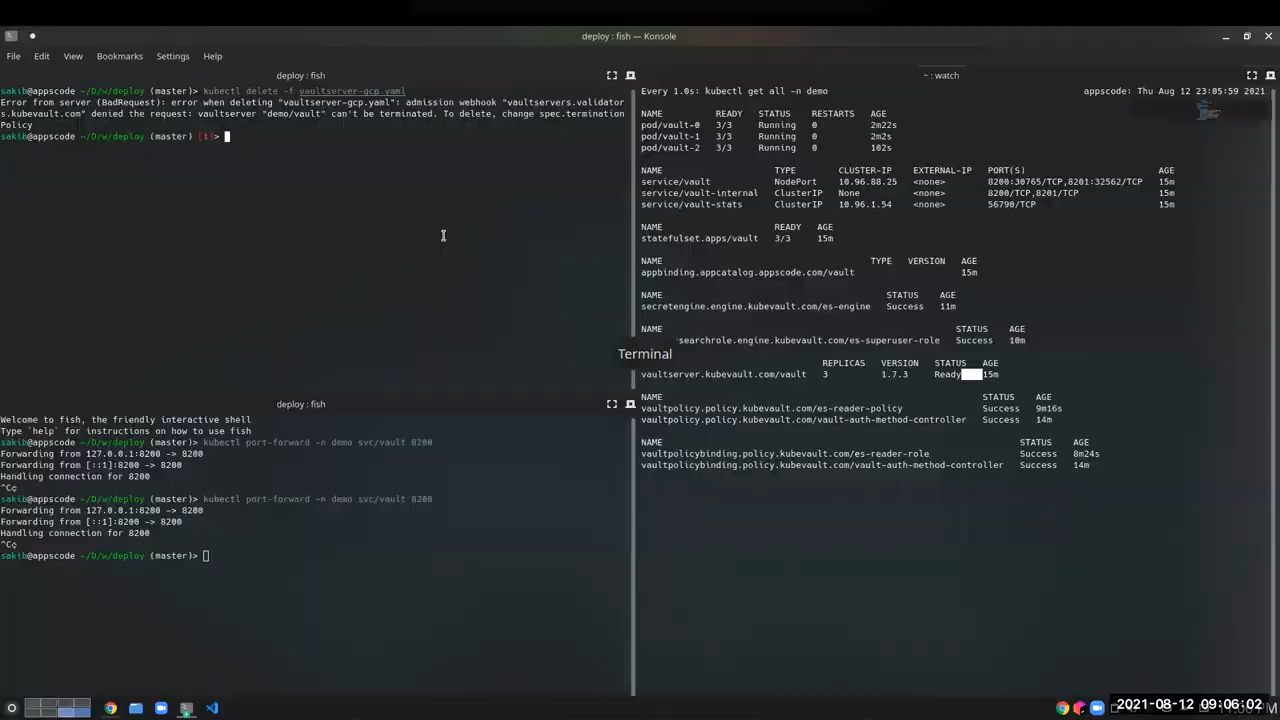 deploy : fish — Konsole
File Edit View Bookmarks Settings Help
deploy : fish
sakib@appscode ~/D/w/deploy (master)> kubectl delete -f vaultserver-gcp.yaml
Error from server (BadRequest): error when deleting "vaultserver-gcp.yaml": admission webhook "vaultservers.validator
s.kubevault.com" denied the request: vaultserver "demo/vault" can't be terminated. To delete, change spec.termination
Policy
sakib@appscode ~/D/w/deploy (master) [1]>
deploy : fish
Welcome to fish, the friendly interactive shell
Type `help` for instructions on how to use fish
sakib@appscode ~/D/w/deploy (master)> kubectl port-forward -n demo svc/vault 8200
Forwarding from 127.0.0.1:8200 -> 8200
Forwarding from [::1]:8200 -> 8200
Handling connection for 8200
^C⏎
sakib@appscode ~/D/w/deploy (master)> kubectl port-forward -n demo svc/vault 8200
Forwarding from 127.0.0.1:8200 -> 8200
Forwarding from [::1]:8200 -> 8200
Handling connection for 8200
^C⏎
sakib@appscode ~/D/w/deploy (master)>
~ : watch
Every 1.0s: kubectl get all -n demo appscode: Thu Aug 12 23:05:59 2021
NAME READY STATUS RESTARTS AGE
pod/vault-0 3/3 Running 0 2m22s
pod/vault-1 3/3 Running 0 2m2s
pod/vault-2 3/3 Running 0 102s
NAME TYPE CLUSTER-IP EXTERNAL-IP PORT(S) AGE
service/vault NodePort 10.96.88.25 <none> 8200:30765/TCP,8201:32562/TCP 15m
service/vault-internal ClusterIP None <none> 8200/TCP,8201/TCP 15m
service/vault-stats ClusterIP 10.96.1.54 <none> 56790/TCP 15m
NAME READY AGE
statefulset.apps/vault 3/3 15m
NAME TYPE VERSION AGE
appbinding.appcatalog.appscode.com/vault 15m
NAME STATUS AGE
secretengine.engine.kubevault.com/es-engine Success 11m
NAME STATUS AGE
searchrole.engine.kubevault.com/es-superuser-role Success 10m
Terminal
REPLICAS VERSION STATUS AGE
vaultserver.kubevault.com/vault 3 1.7.3 Ready 15m
NAME STATUS AGE
vaultpolicy.policy.kubevault.com/es-reader-policy Success 9m16s
vaultpolicy.policy.kubevault.com/vault-auth-method-controller Success 14m
NAME STATUS AGE
vaultpolicybinding.policy.kubevault.com/es-reader-role Success 8m24s
vaultpolicybinding.policy.kubevault.com/vault-auth-method-controller Success 14m
2021-08-12 09:06:02